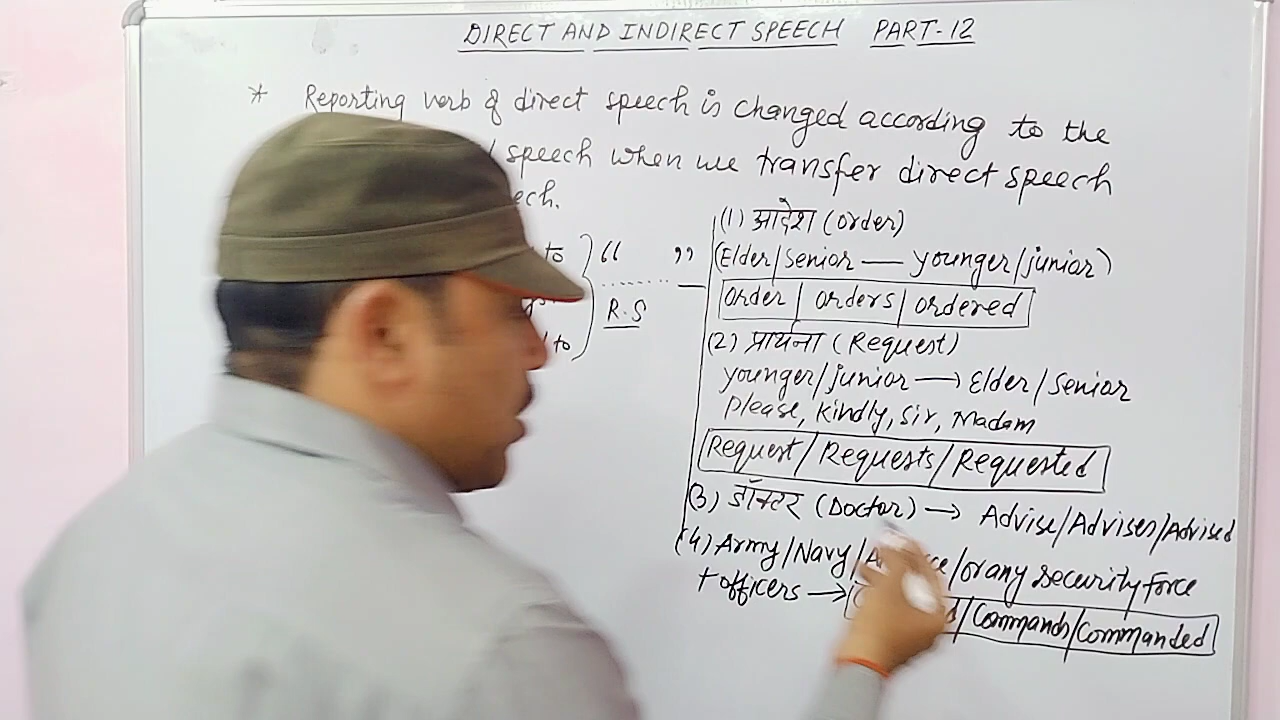 DIRECT AND INDIRECT SPEECH PART-12
* Reporting verb of direct speech is changed according to the
speech when we transfer direct speech
ech.
to
R.S
to
“ ”
(1) आदेश (order)
(Elder/senior — younger/junior)
order/ orders/ ordered
(2) प्रार्थना (Request)
younger/junior → Elder/senior
Please, kindly, sir, Madam
Request/Requests/Requested
(3) डॉक्टर (Doctor) → Advise/Advises/Advised
(4) Army/Navy/ /or any security force
+ officers → /Commands/Commanded